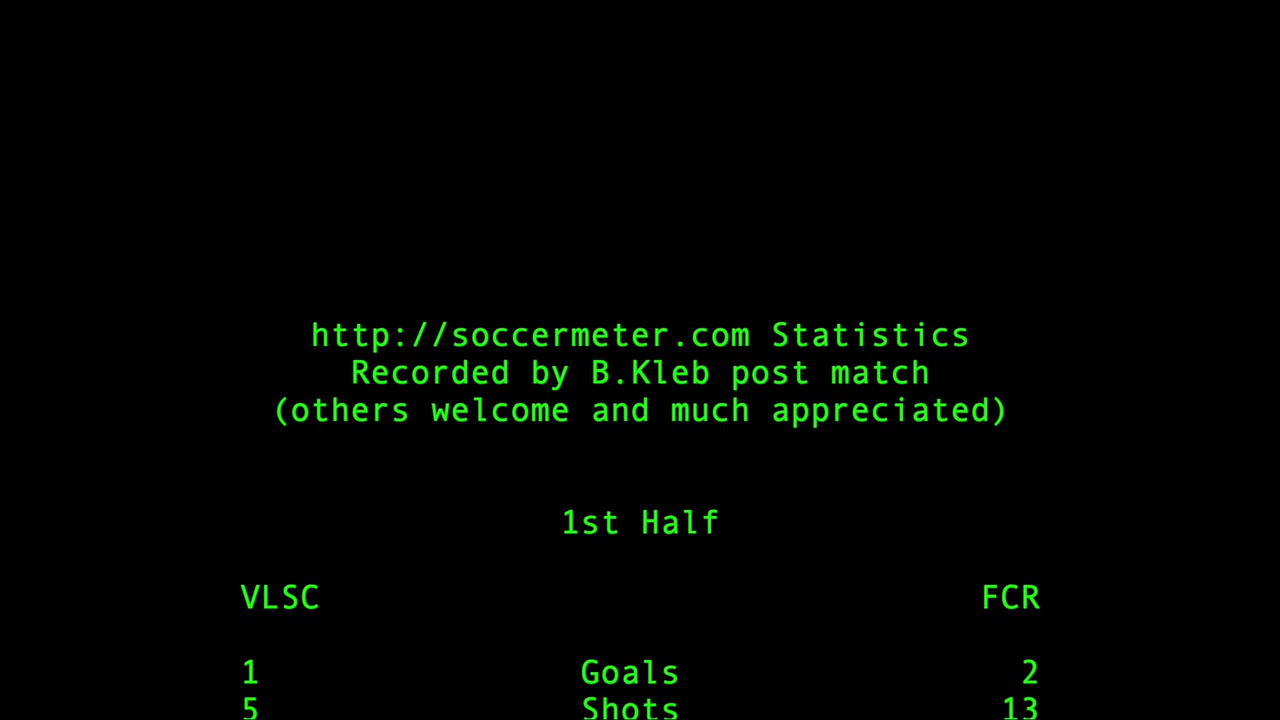 http://soccermeter.com Statistics
Recorded by B.Kleb post match
(others welcome and much appreciated)
1st Half
VLSC FCR
1 Goals 2
5 Shots 13